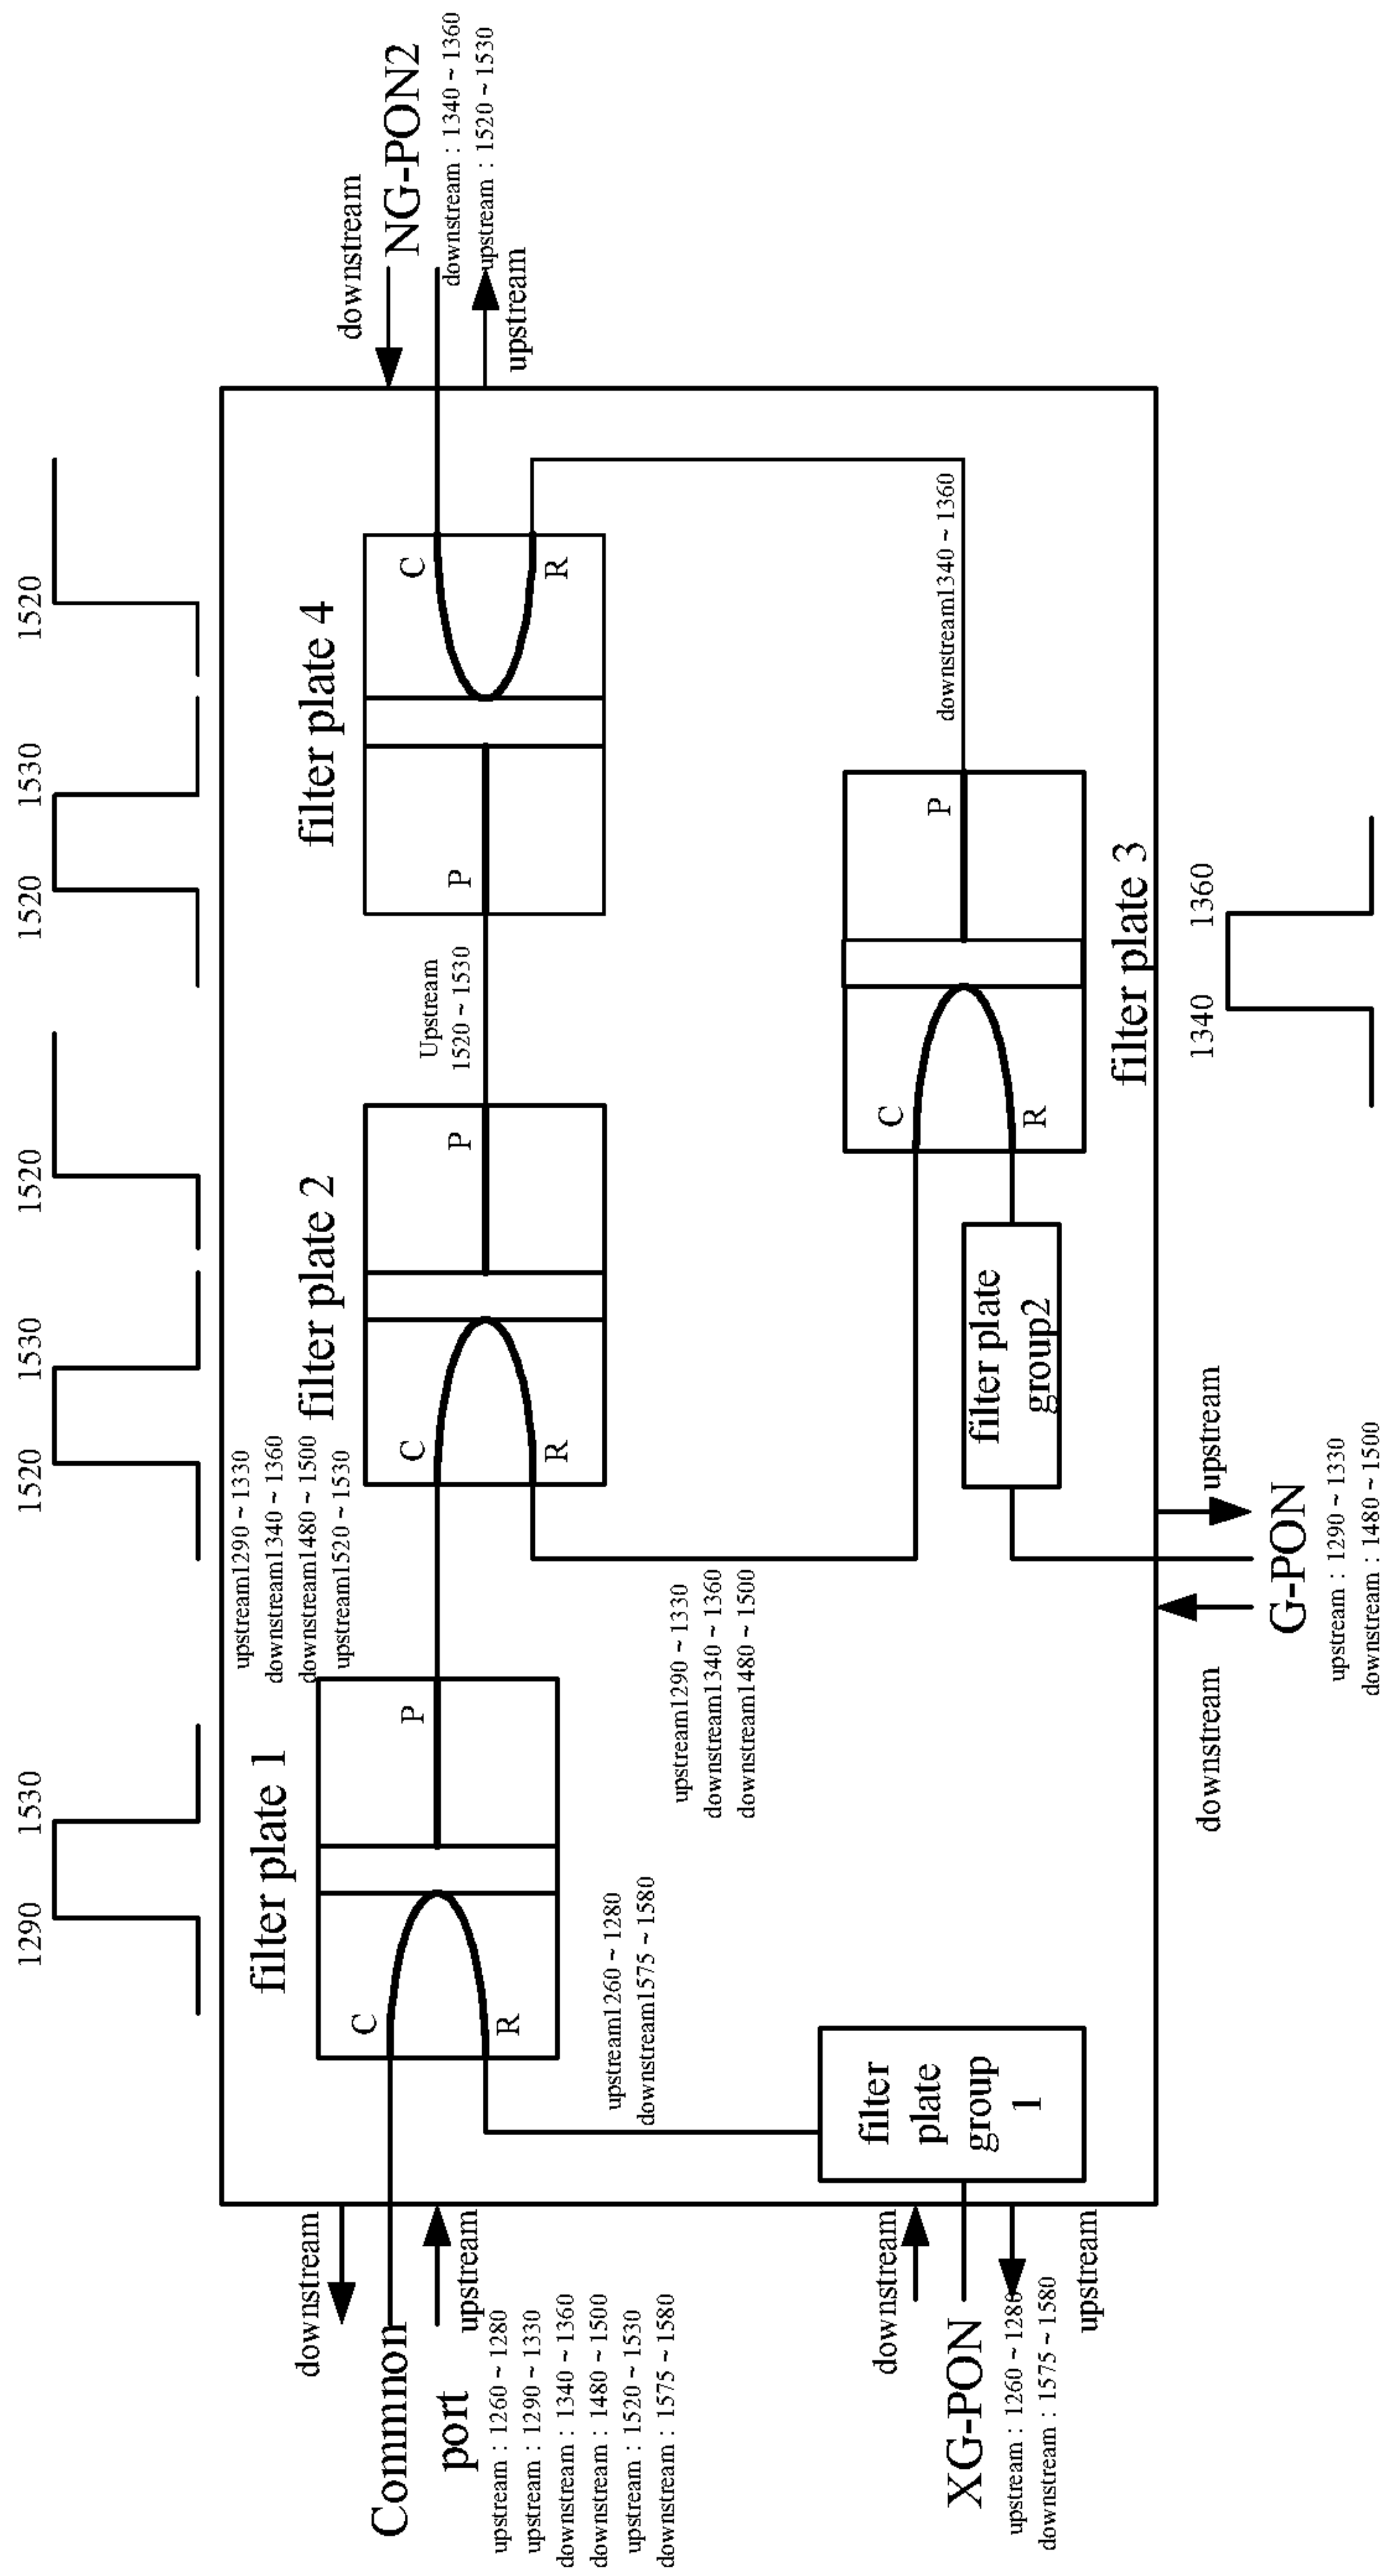 1290
1530
1520
1530
1520
1520
1530
1520
filter plate 1
filter plate 2
filter plate 4
upstream1290 ~ 1330
downstream1340 ~ 1360
downstream1480 ~ 1500
upstream1520 ~ 1530
C
P
R
C
P
R
Upstream
1520 ~ 1530
P
C
R
downstream
NG-PON2
downstream : 1340 ~ 1360
upstream : 1520 ~ 1530
upstream
downstream
Common
port
upstream
upstream : 1260 ~ 1280
upstream : 1290 ~ 1330
downstream : 1340 ~ 1360
downstream : 1480 ~ 1500
upstream : 1520 ~ 1530
downstream : 1575 ~ 1580
upstream1260 ~ 1280
downstream1575 ~ 1580
upstream1290 ~ 1330
downstream1340 ~ 1360
downstream1480 ~ 1500
downstream1340 ~ 1360
filter
plate
group
1
C
P
R
filter plate
group2
filter plate 3
downstream
XG-PON
upstream : 1260 ~ 1280
downstream : 1575 ~ 1580
upstream
downstream
upstream
G-PON
upstream : 1290 ~ 1330
downstream : 1480 ~ 1500
1340
1360